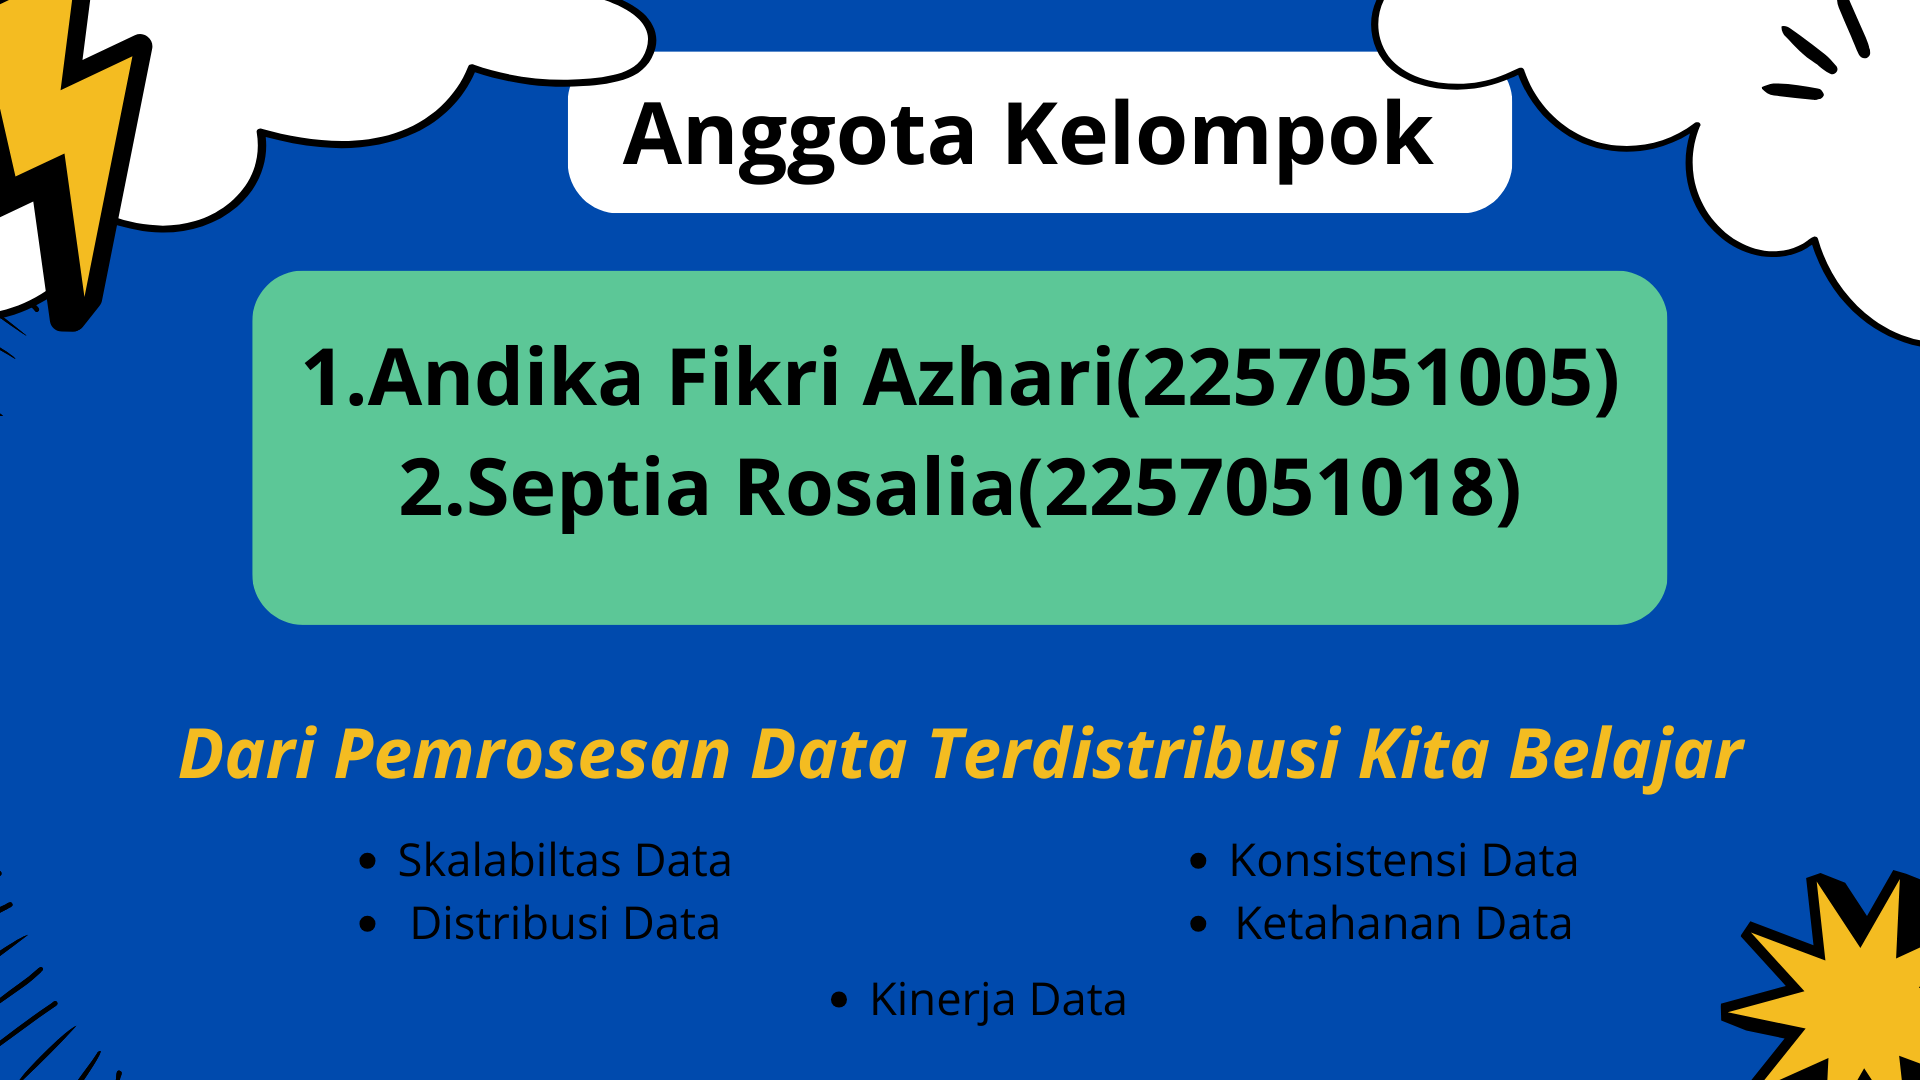 Anggota Kelompok
1.Andika Fikri Azhari(2257051005)
2.Septia Rosalia(2257051018)
Dari Pemrosesan Data Terdistribusi Kita Belajar
• Skalabiltas Data
• Distribusi Data
• Konsistensi Data
• Ketahanan Data
• Kinerja Data